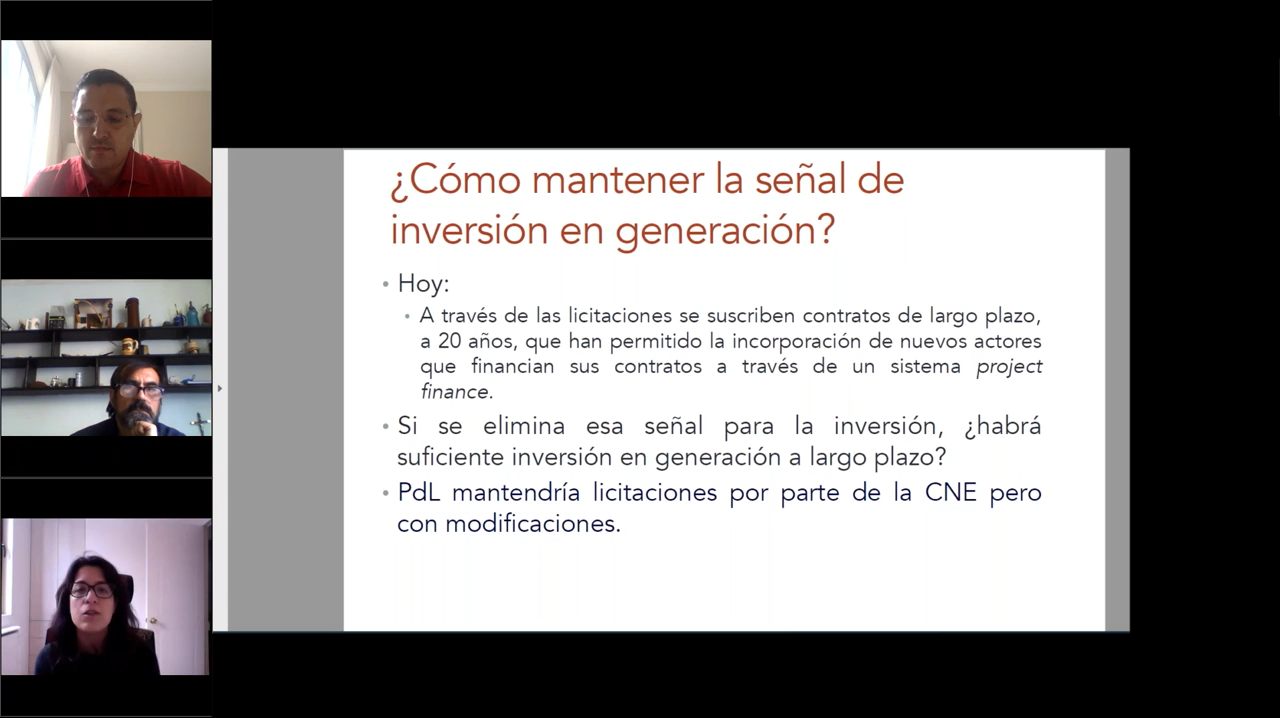 ¿Cómo mantener la señal de
inversión en generación?
• Hoy:
• A través de las licitaciones se suscriben contratos de largo plazo,
a 20 años, que han permitido la incorporación de nuevos actores
que financian sus contratos a través de un sistema project
finance.
• Si se elimina esa señal para la inversión, ¿habrá
suficiente inversión en generación a largo plazo?
• PdL mantendría licitaciones por parte de la CNE pero
con modificaciones.